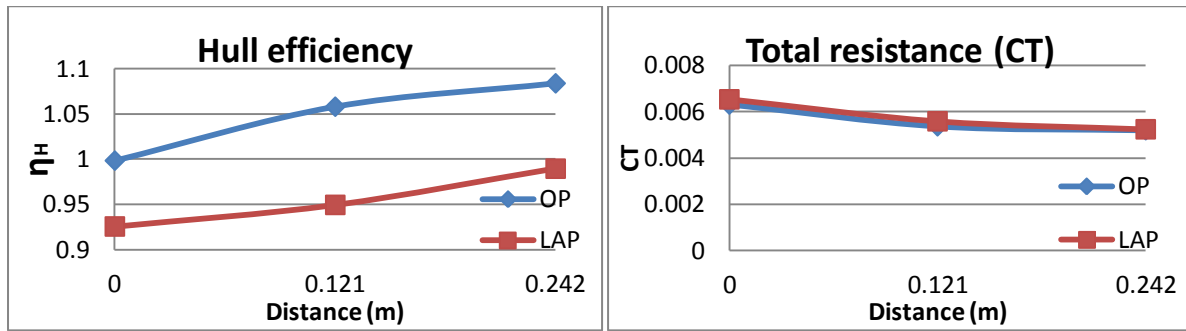 Hull efficiency
1.1
1.05
1
0.95
0.9
ηH
0
0.121
0.242
Distance (m)
OP
LAP
Total resistance (CT)
0.008
0.006
0.004
0.002
0
CT
0
0.121
0.242
Distance (m)
OP
LAP